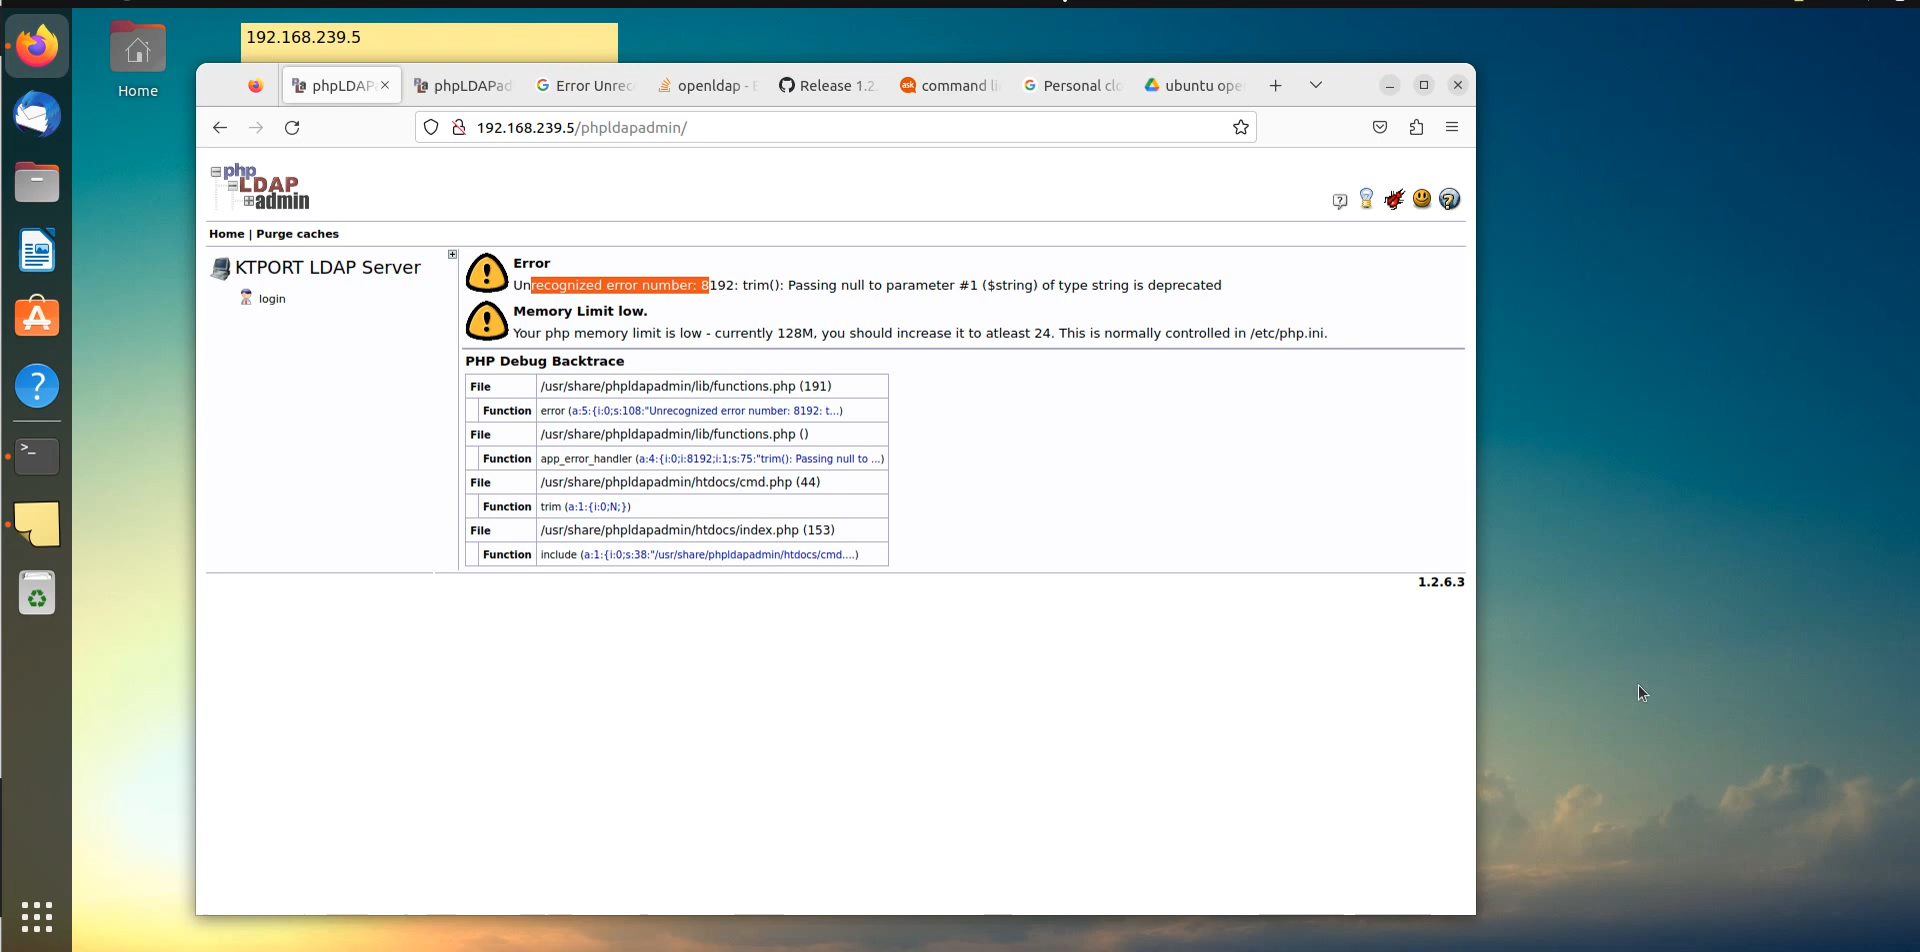 192.168.239.5
Home
phpLDAP
phpLDAPad
Error Unrec
openldap - E
Release 1.2.
command li
Personal clo
ubuntu ope
192.168.239.5/phpldapadmin/
php
LDAP
admin
Home | Purge caches
KTPORT LDAP Server
login
Error
Unrecognized error number: 8192: trim(): Passing null to parameter #1 ($string) of type string is deprecated
Memory Limit low.
Your php memory limit is low - currently 128M, you should increase it to atleast 24. This is normally controlled in /etc/php.ini.
PHP Debug Backtrace
File /usr/share/phpldapadmin/lib/functions.php (191)
Function error (a:5:{i:0;s:108:"Unrecognized error number: 8192: t...)
File /usr/share/phpldapadmin/lib/functions.php ()
Function app_error_handler (a:4:{i:0;i:8192;i:1;s:75:"trim(): Passing null to ...)
File /usr/share/phpldapadmin/htdocs/cmd.php (44)
Function trim (a:1:{i:0;N;})
File /usr/share/phpldapadmin/htdocs/index.php (153)
Function include (a:1:{i:0;s:38:"/usr/share/phpldapadmin/htdocs/cmd....)
1.2.6.3